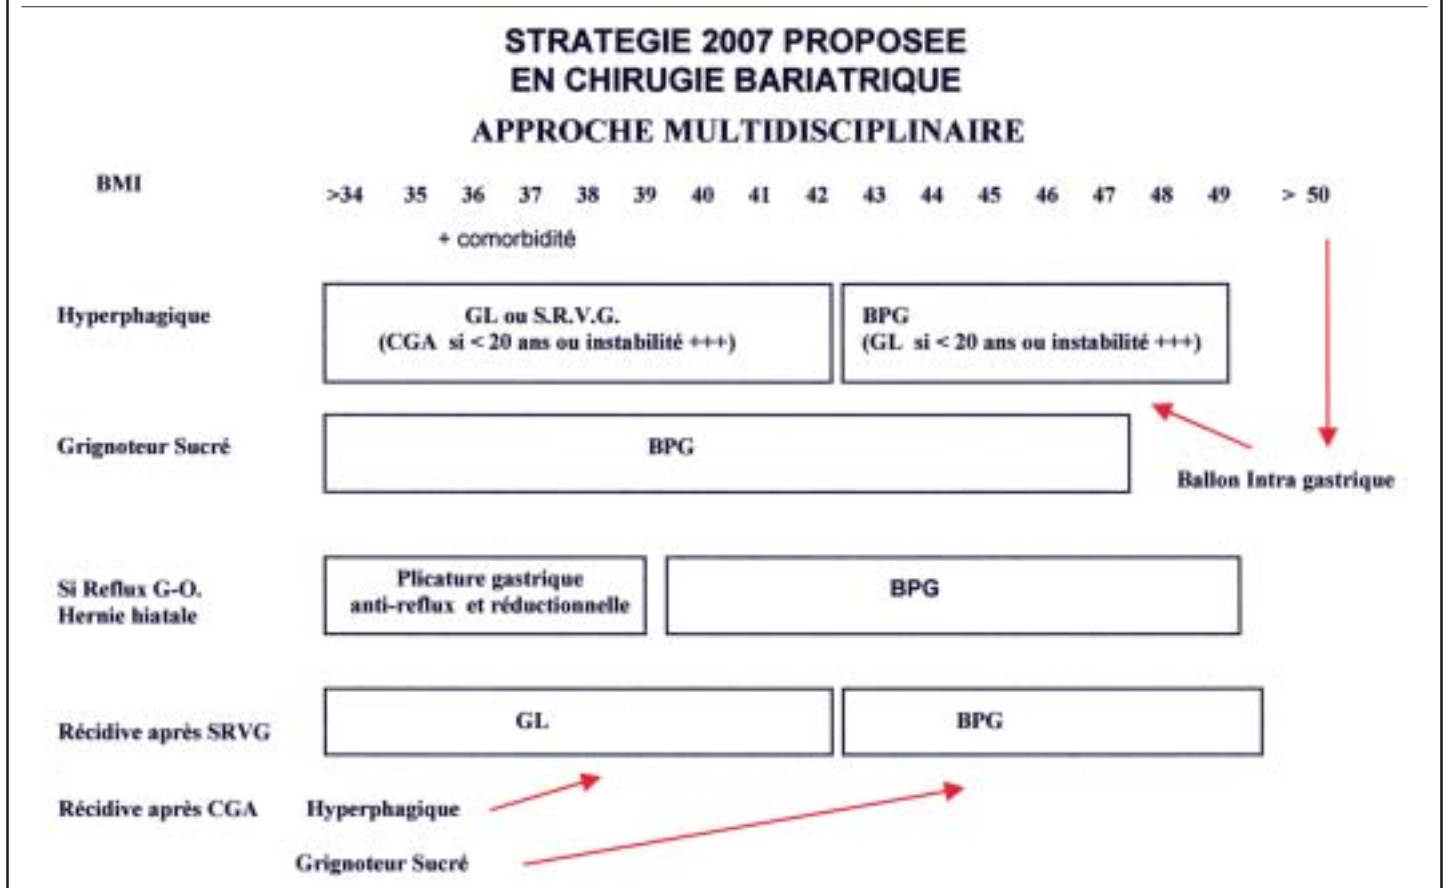 STRATEGIE 2007 PROPOSEE
EN CHIRUGIE BARIATRIQUE
APPROCHE MULTIDISCIPLINAIRE
BMI >34 35 36 37 38 39 40 41 42 43 44 45 46 47 48 49 > 50
+ comorbidité
Hyperphagique
GL ou S.R.V.G.
(CGA si < 20 ans ou instabilité +++)
BPG
(GL si < 20 ans ou instabilité +++)
Grignoteur Sucré
BPG
Ballon Intra gastrique
Si Reflux G-O.
Hernie hiatale
Plicature gastrique
anti-reflux et réductionnelle
BPG
Récidive après SRVG
GL
BPG
Récidive après CGA
Hyperphagique
Grignoteur Sucré